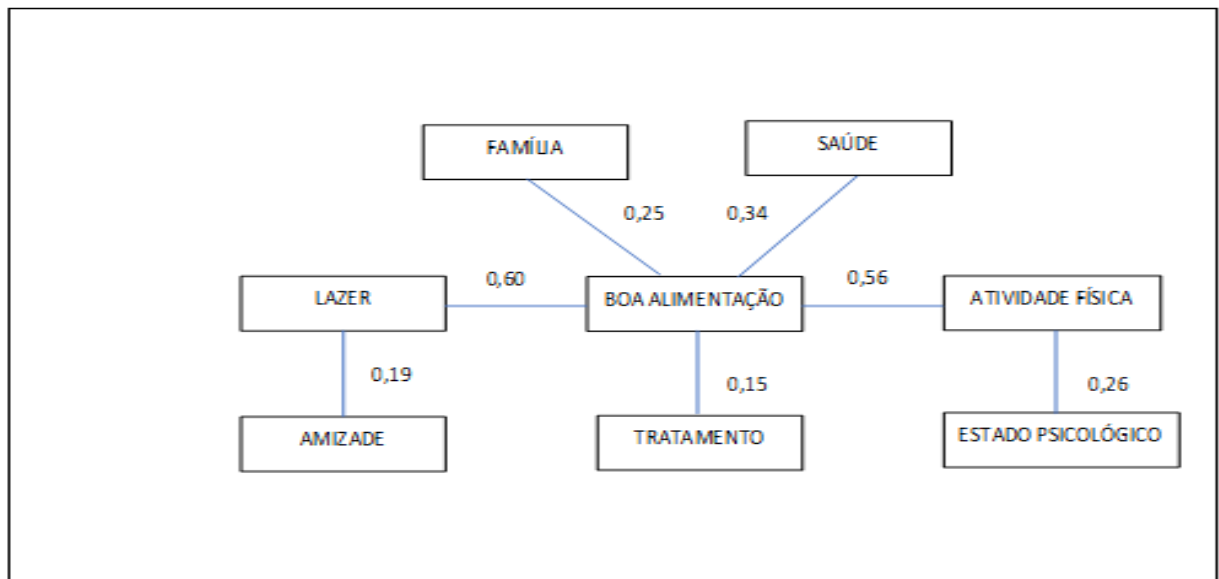 FAMÍLIA
SAÚDE
0,25
0,34
LAZER
0,60
BOA ALIMENTAÇÃO
0,56
ATIVIDADE FÍSICA
0,19
0,15
0,26
AMIZADE
TRATAMENTO
ESTADO PSICOLÓGICO